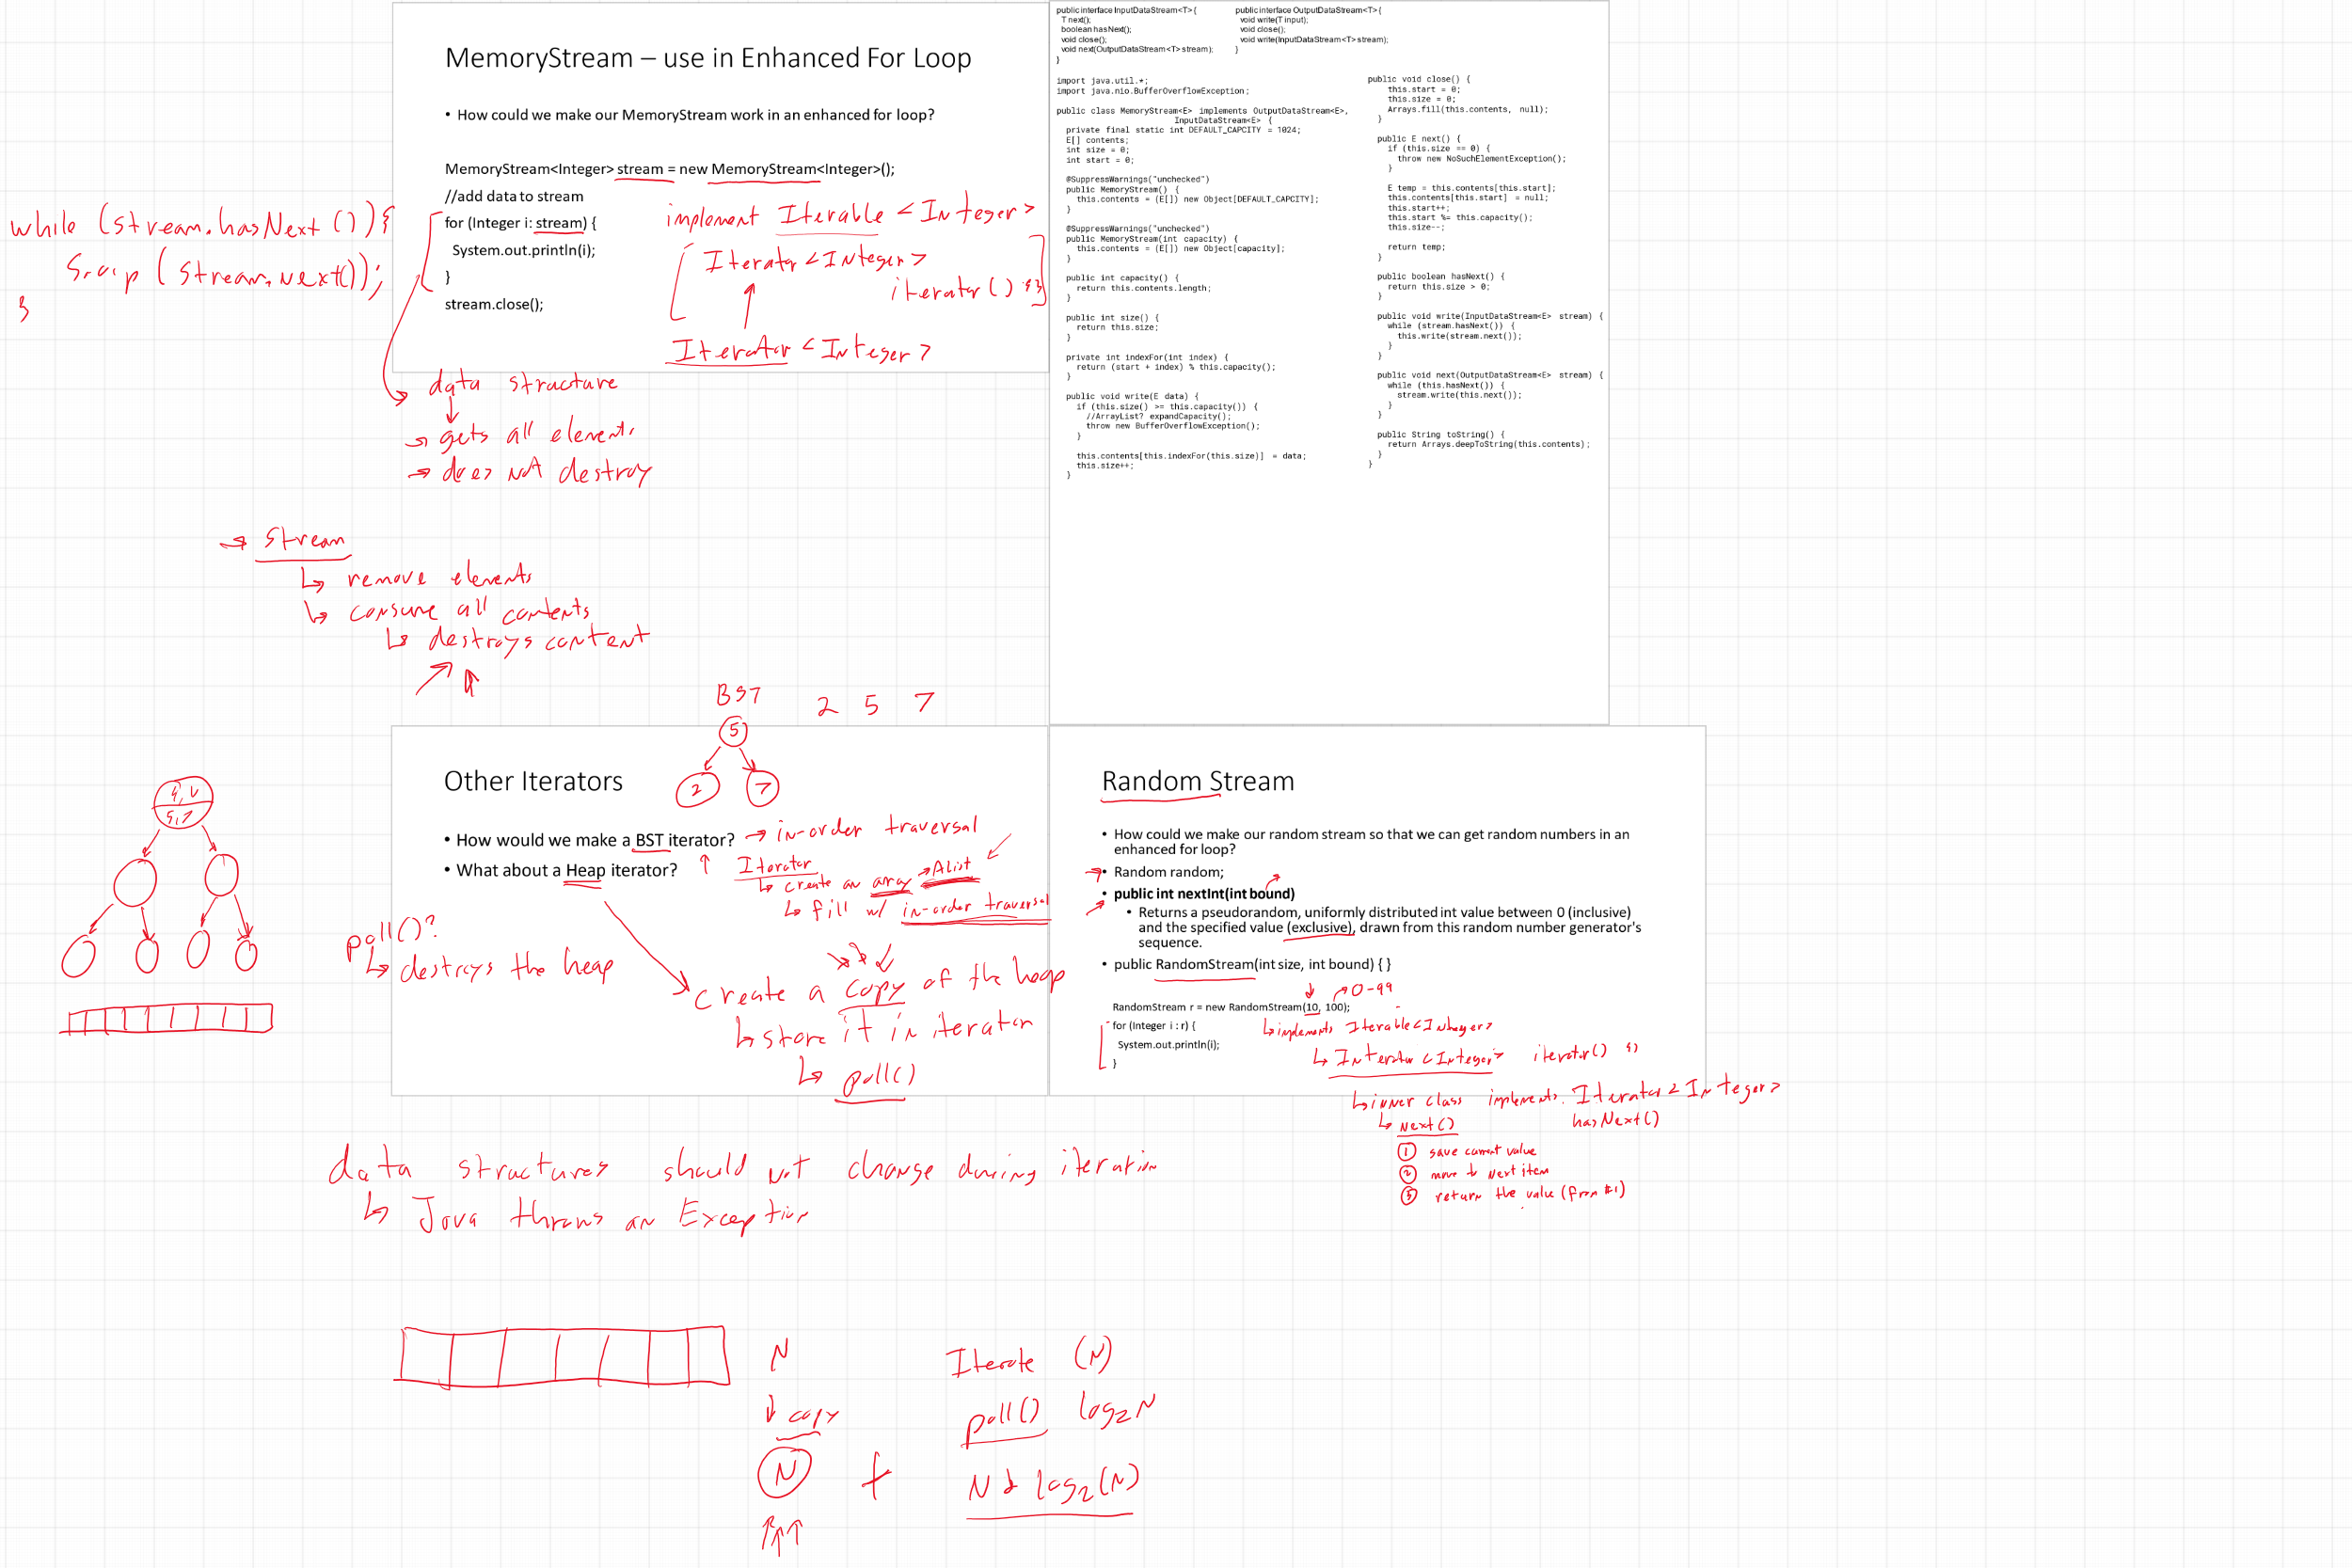 MemoryStream – use in Enhanced For Loop
• How could we make our MemoryStream work in an enhanced for loop?
MemoryStream<Integer> stream = new MemoryStream<Integer>();
//add data to stream
for (Integer i: stream) {
System.out.println(i);
}
stream.close();
implement Iterable <Integer>
Iterator <Integer>
iterator() {}
Iterator <Integer>
while (stream.hasNext()){
S.o.p (stream.next());
}
data structure
→ gets all elements
→ does not destroy
→ Stream
↳ remove elements
↳ consume all contents
↳ destroys content
public interface InputDataStream<T> {
T next();
boolean hasNext();
void close();
void next(OutputDataStream<T> stream);
}
public interface OutputDataStream<T> {
void write(T input);
void close();
void write(InputDataStream<T> stream);
}
import java.util.*;
import java.nio.BufferOverflowException;
public class MemoryStream<E> implements OutputDataStream<E>,
InputDataStream<E> {
private final static int DEFAULT_CAPCITY = 1024;
E[] contents;
int size = 0;
int start = 0;
@SuppressWarnings("unchecked")
public MemoryStream() {
this.contents = (E[]) new Object[DEFAULT_CAPCITY];
}
@SuppressWarnings("unchecked")
public MemoryStream(int capacity) {
this.contents = (E[]) new Object[capacity];
}
public int capacity() {
return this.contents.length;
}
public int size() {
return this.size;
}
private int indexFor(int index) {
return (start + index) % this.capacity();
}
public void write(E data) {
if (this.size() >= this.capacity()) {
//ArrayList? expandCapacity();
throw new BufferOverflowException();
}
this.contents[this.indexFor(this.size)] = data;
this.size++;
}
public void close() {
this.start = 0;
this.size = 0;
Arrays.fill(this.contents, null);
}
public E next() {
if (this.size == 0) {
throw new NoSuchElementException();
}
E temp = this.contents[this.start];
this.contents[this.start] = null;
this.start++;
this.start %= this.capacity();
this.size--;
return temp;
}
public boolean hasNext() {
return this.size > 0;
}
public void write(InputDataStream<E> stream) {
while (stream.hasNext()) {
this.write(stream.next());
}
}
public void next(OutputDataStream<E> stream) {
while (this.hasNext()) {
stream.write(this.next());
}
}
public String toString() {
return Arrays.deepToString(this.contents);
}
}
BST 2 5 7
5
2 7
Other Iterators
• How would we make a BST iterator? → in-order traversal
• What about a Heap iterator?
Iterator
↳ create an array → AList
↳ fill w/ in-order traversal
poll()?
↳ destroys the heap
create a copy of the heap
↳ store it in iterator
↳ poll()
Random Stream
• How could we make our random stream so that we can get random numbers in an
enhanced for loop?
• Random random;
• public int nextInt(int bound)
• Returns a pseudorandom, uniformly distributed int value between 0 (inclusive)
and the specified value (exclusive), drawn from this random number generator's
sequence.
• public RandomStream(int size, int bound) { }
0-99
RandomStream r = new RandomStream(10, 100);
for (Integer i : r) {
System.out.println(i);
}
↳ implements Iterable<Integer>
↳ Interator <Integer> iterator() {}
↳ inner class implements Iterator<Integer>
↳ Next() hasNext()
① save current value
② move to next item
③ return the value (from #1)
data structures should not change during iteration
↳ Java throws an Exception
N
↓ copy
N +
Iterate (N)
poll() log₂N
N * log₂(N)